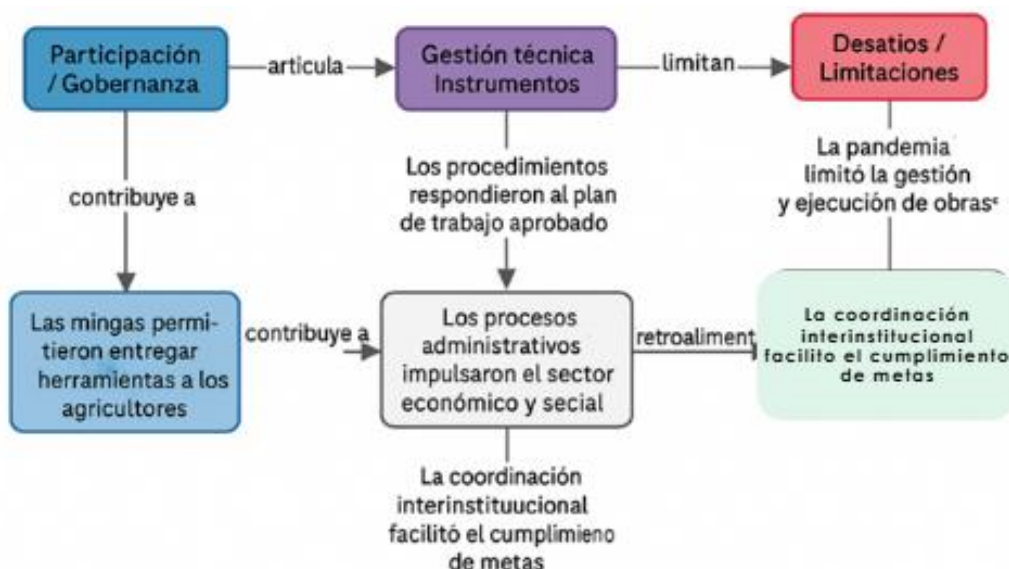 Participación
/ Gobernanza
articula
Gestión técnica
Instrumentos
limitan
Desatios /
Limitaciones
contribuye a
Los procedimientos
respondieron al plan
de trabajo aprobado
La pandemia
limitó la gestión
y ejecución de obrasᶜ
Las mingas permi-
tieron entregar
herramientas a los
agricultores
contribuye a
Los procesos
administrativos
impulsaron el sector
económico y secial
retroaliment
La coordinación
interinstitucional
facilito el cumplimiento
de metas
La coordinación
interinstituucional
facilitó el cumplimieno
de metas